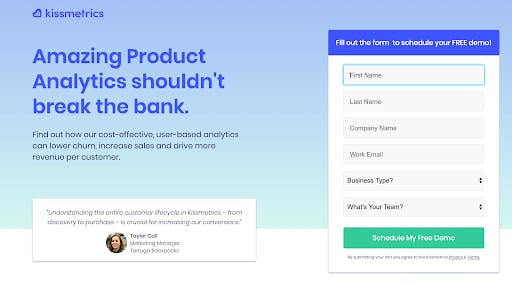 kissmetrics
Amazing Product
Analytics shouldn't
break the bank.
Find out how our cost-effective, user-based analytics
can lower churn, increase sales and drive more
revenue per customer.
"Understanding the entire customer lifecycle in Kissmetrics – from
discovery to purchase – is crucial for increasing our conversions."
Taylor Coil
Marketing Manager
Tortuga Backpacks
Fill out the form to schedule your FREE demo!
First Name
Last Name
Company Name
Work Email
Business Type?
What's Your Team?
Schedule My Free Demo
By submitting your info you agree to the Kissmetrics Privacy & Terms.